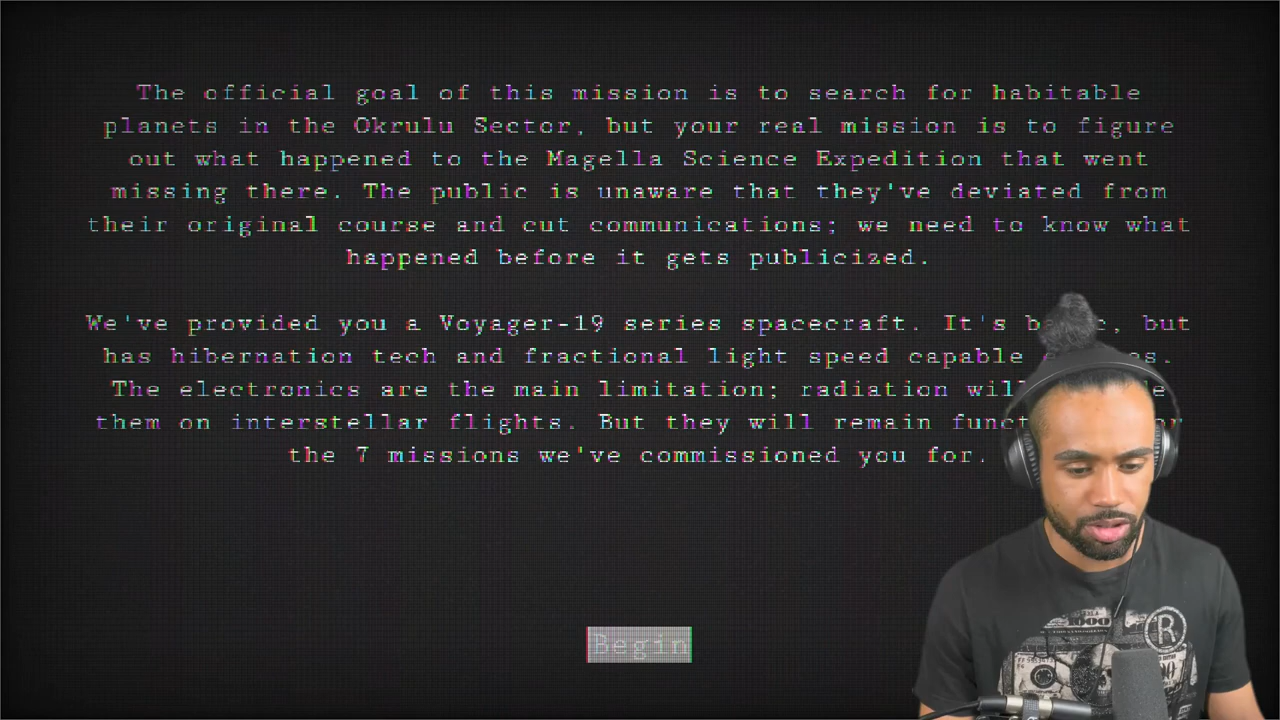 The official goal of this mission is to search for habitable
planets in the Okrulu Sector, but your real mission is to figure
out what happened to the Magella Science Expedition that went
missing there. The public is unaware that they've deviated from
their original course and cut communications; we need to know what
happened before it gets publicized.
We've provided you a Voyager-19 series spacecraft. It's but
has hibernation tech and fractional light speed capable
The electronics are the main limitation; radiation will
them on interstellar flights. But they will remain
the 7 missions we've commissioned you for.
Begin
1000
R